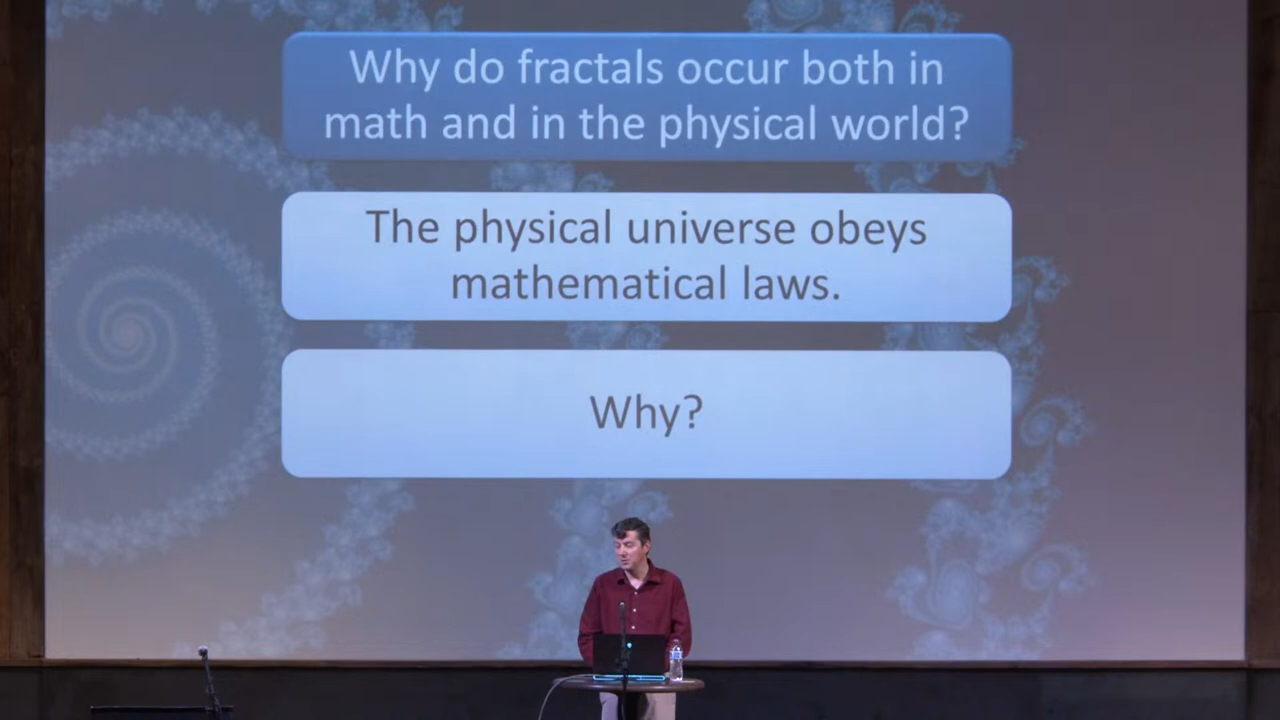 Why do fractals occur both in
math and in the physical world?
The physical universe obeys
mathematical laws.
Why?